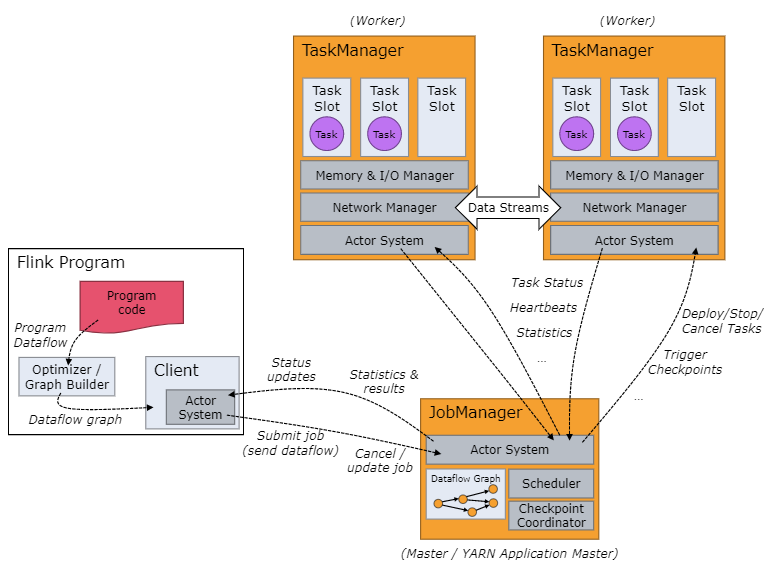 (Worker)
TaskManager
Task
Slot
Task
Task
Slot
Task
Task
Slot
Memory & I/O Manager
Network Manager
Actor System
(Worker)
TaskManager
Task
Slot
Task
Task
Slot
Task
Task
Slot
Memory & I/O Manager
Network Manager
Actor System
Data Streams
Flink Program
Program
code
Program
Dataflow
Optimizer /
Graph Builder
Dataflow graph
Client
Actor
System
Status
updates
Statistics &
results
Submit job
(send dataflow)
Cancel /
update job
Task Status
Heartbeats
Statistics
...
Deploy/Stop/
Cancel Tasks
Trigger
Checkpoints
...
JobManager
Actor System
Dataflow Graph
Scheduler
Checkpoint
Coordinator
(Master / YARN Application Master)